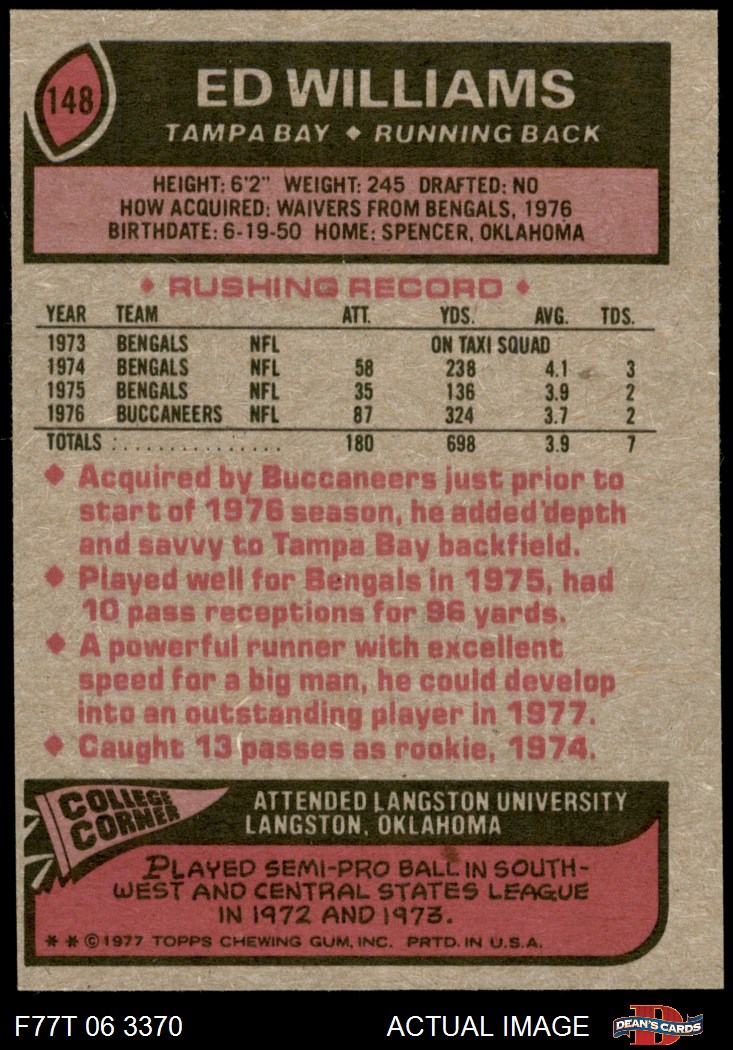 148
ED WILLIAMS
TAMPA BAY ♦ RUNNING BACK
HEIGHT: 6'2" WEIGHT: 245 DRAFTED: NO
HOW ACQUIRED: WAIVERS FROM BENGALS, 1976
BIRTHDATE: 6-19-50 HOME: SPENCER, OKLAHOMA
♦ RUSHING RECORD ♦
YEAR TEAM ATT. YDS. AVG. TDS.
1973 BENGALS NFL ON TAXI SQUAD
1974 BENGALS NFL 58 238 4.1 3
1975 BENGALS NFL 35 136 3.9 2
1976 BUCCANEERS NFL 87 324 3.7 2
TOTALS ............... 180 698 3.9 7
♦ Acquired by Buccaneers just prior to
start of 1976 season, he added depth
and savvy to Tampa Bay backfield.
♦ Played well for Bengals in 1975, had
10 pass receptions for 96 yards.
♦ A powerful runner with excellent
speed for a big man, he could develop
into an outstanding player in 1977.
♦ Caught 13 passes as rookie, 1974.
COLLEGE
CORNER
ATTENDED LANGSTON UNIVERSITY
LANGSTON, OKLAHOMA
PLAYED SEMI-PRO BALL IN SOUTH-
WEST AND CENTRAL STATES LEAGUE
IN 1972 AND 1973.
* * © 1977 TOPPS CHEWING GUM, INC. PRTD. IN U.S.A.
F77T 06 3370 ACTUAL IMAGE
D
DEAN'S CARDS